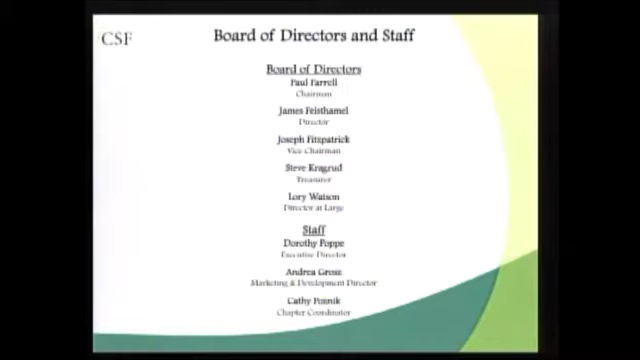 CSF
Board of Directors and Staff
Board of Directors
Paul Farrell
Chairman
James Feisthamel
Director
Joseph Fitzpatrick
Vice Chairman
Steve Kragrud
Treasurer
Lory Watson
Director at Large
Staff
Dorothy Poppe
Executive Director
Andrea Gross
Marketing & Development Director
Cathy Poznik
Chapter Coordinator